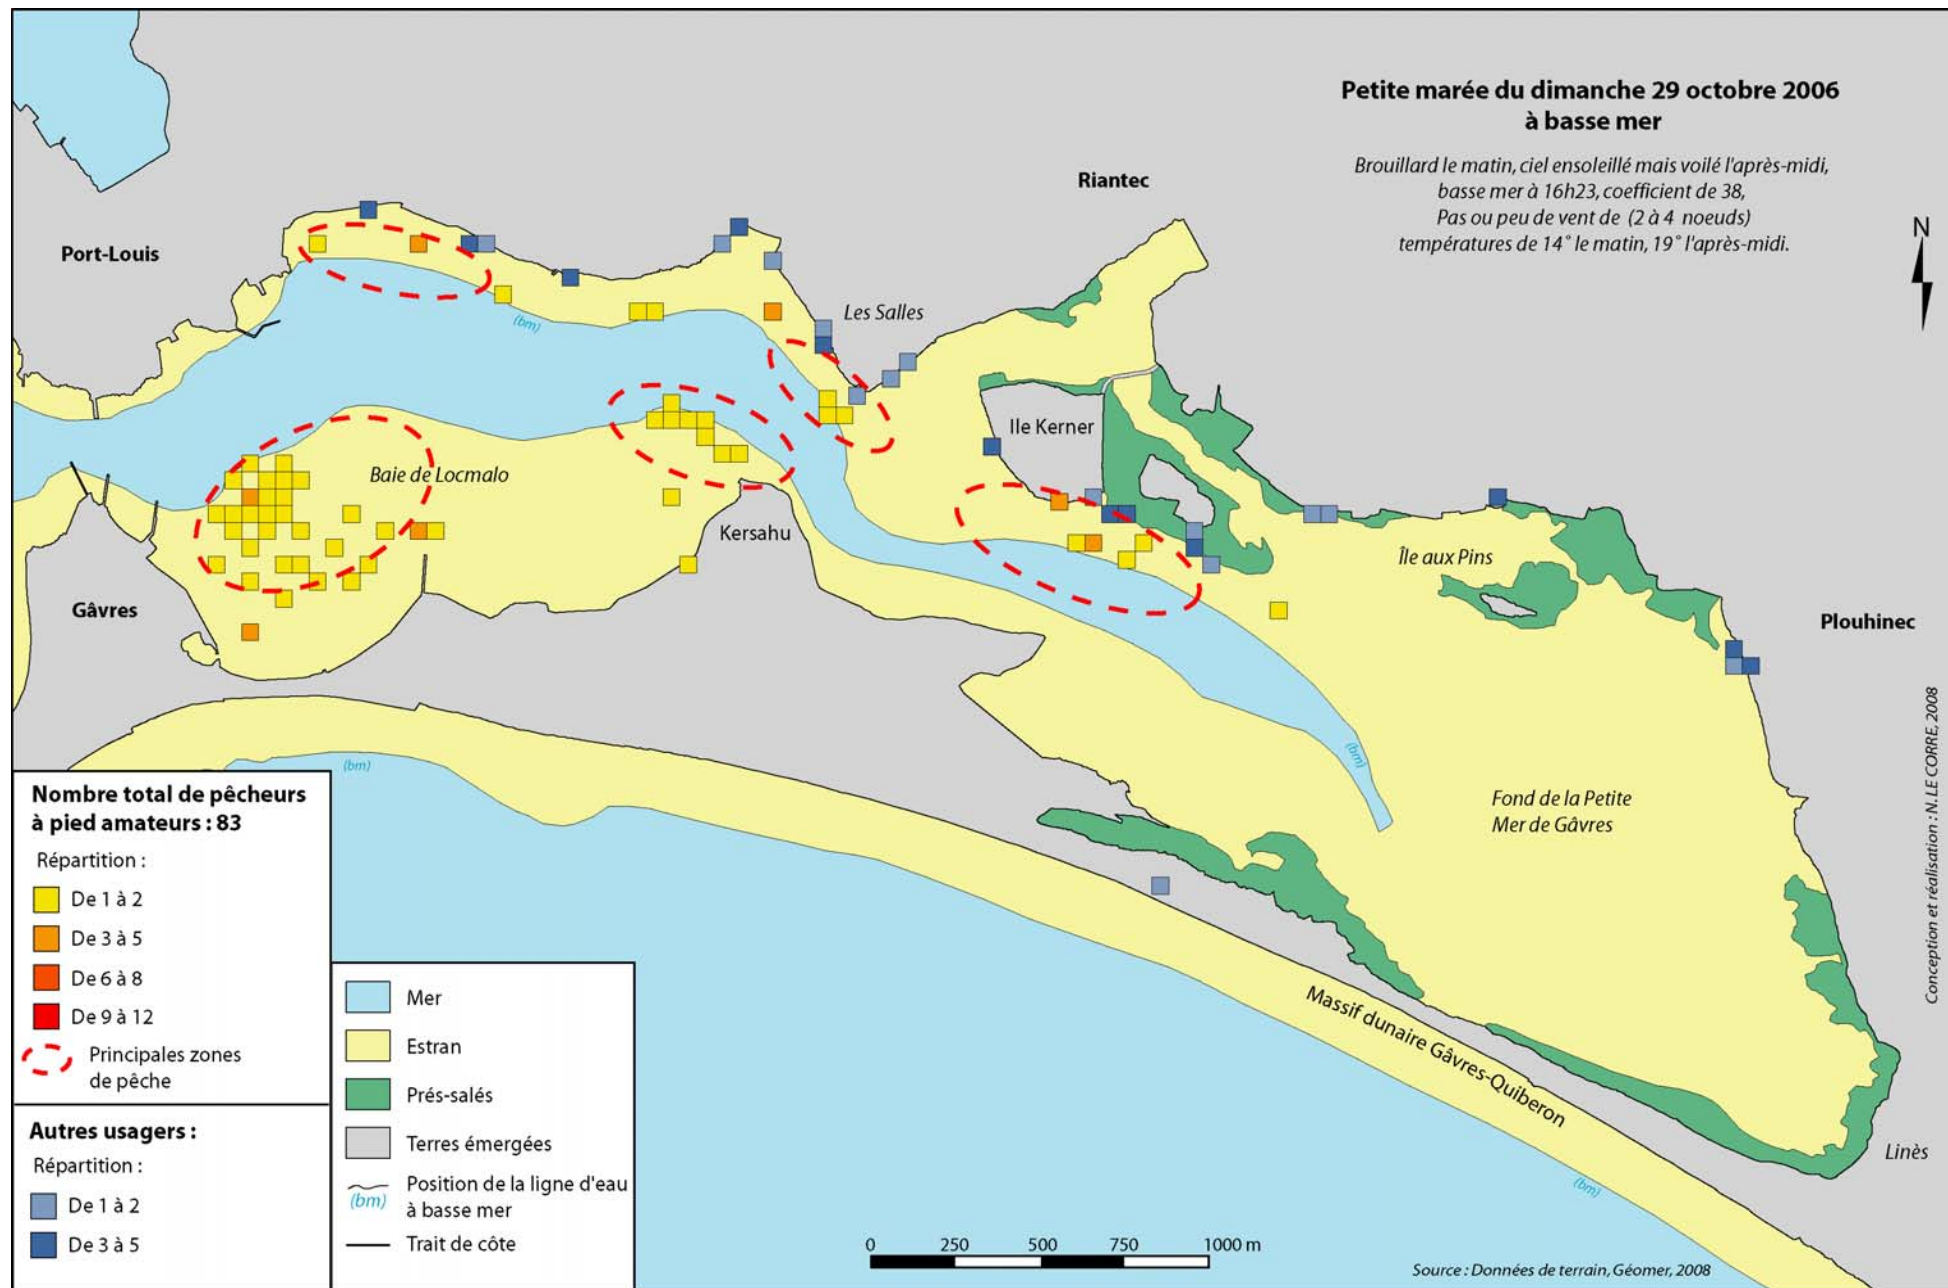 Petite marée du dimanche 29 octobre 2006
à basse mer
Brouillard le matin, ciel ensoleillé mais voilé l'après-midi,
basse mer à 16h23, coefficient de 38,
Pas ou peu de vent de (2 à 4 noeuds)
températures de 14° le matin, 19° l'après-midi.
N
Riantec
Port-Louis
Les Salles
(bm)
Ile Kerner
Baie de Locmalo
Kersahu
Île aux Pins
Gâvres
Plouhinec
(bm)
(bm)
Fond de la Petite
Mer de Gâvres
Massif dunaire Gâvres-Quiberon
Linès
(bm)
Conception et réalisation : N.LE CORRE, 2008
Nombre total de pêcheurs
à pied amateurs : 83
Répartition :
De 1 à 2
De 3 à 5
De 6 à 8
De 9 à 12
Principales zones
de pêche
Autres usagers :
Répartition :
De 1 à 2
De 3 à 5
Mer
Estran
Prés-salés
Terres émergées
Position de la ligne d'eau
(bm) à basse mer
Trait de côte
0 250 500 750 1000 m
Source : Données de terrain, Géomer, 2008